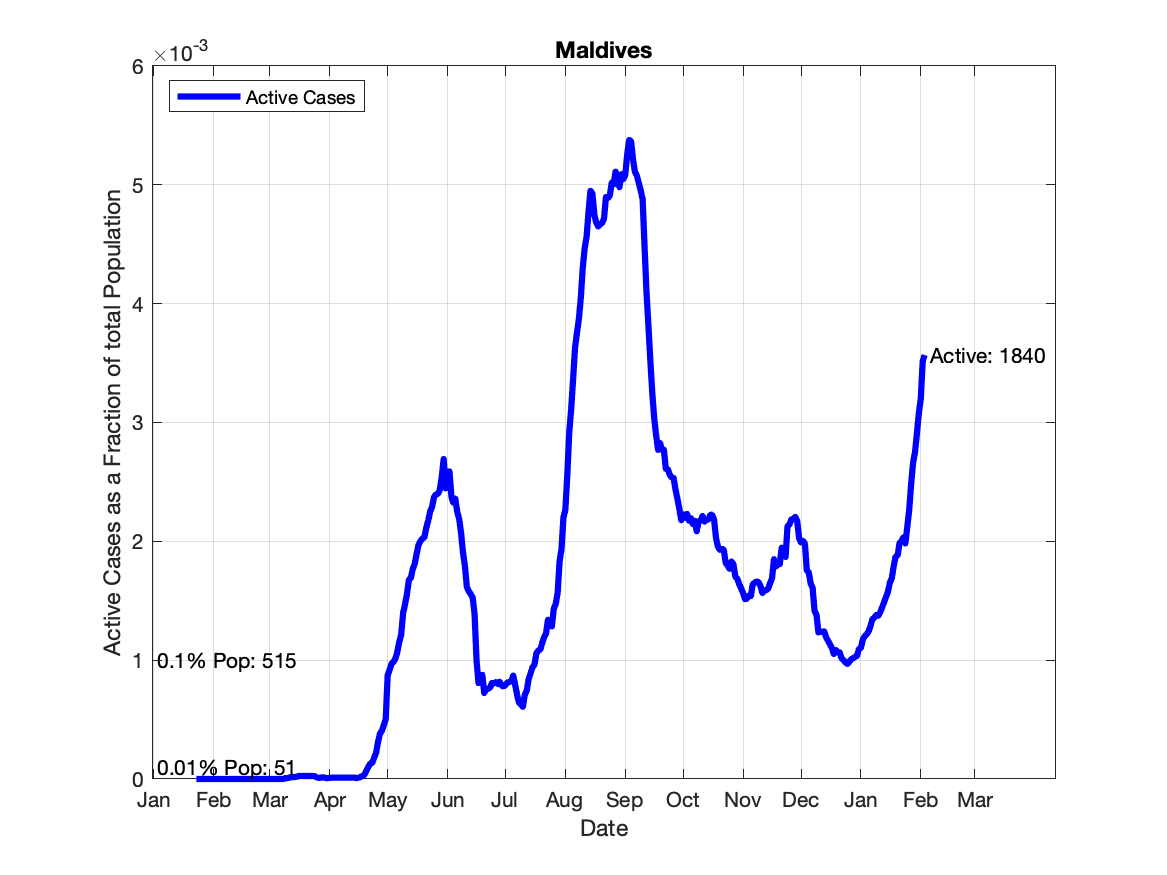 Maldives
×10-3
Active Cases
6
5
4
3
2
1
0
Active Cases as a Fraction of total Population
Active: 1840
0.1% Pop: 515
0.01% Pop: 51
Jan Feb Mar Apr May Jun Jul Aug Sep Oct Nov Dec Jan Feb Mar
Date